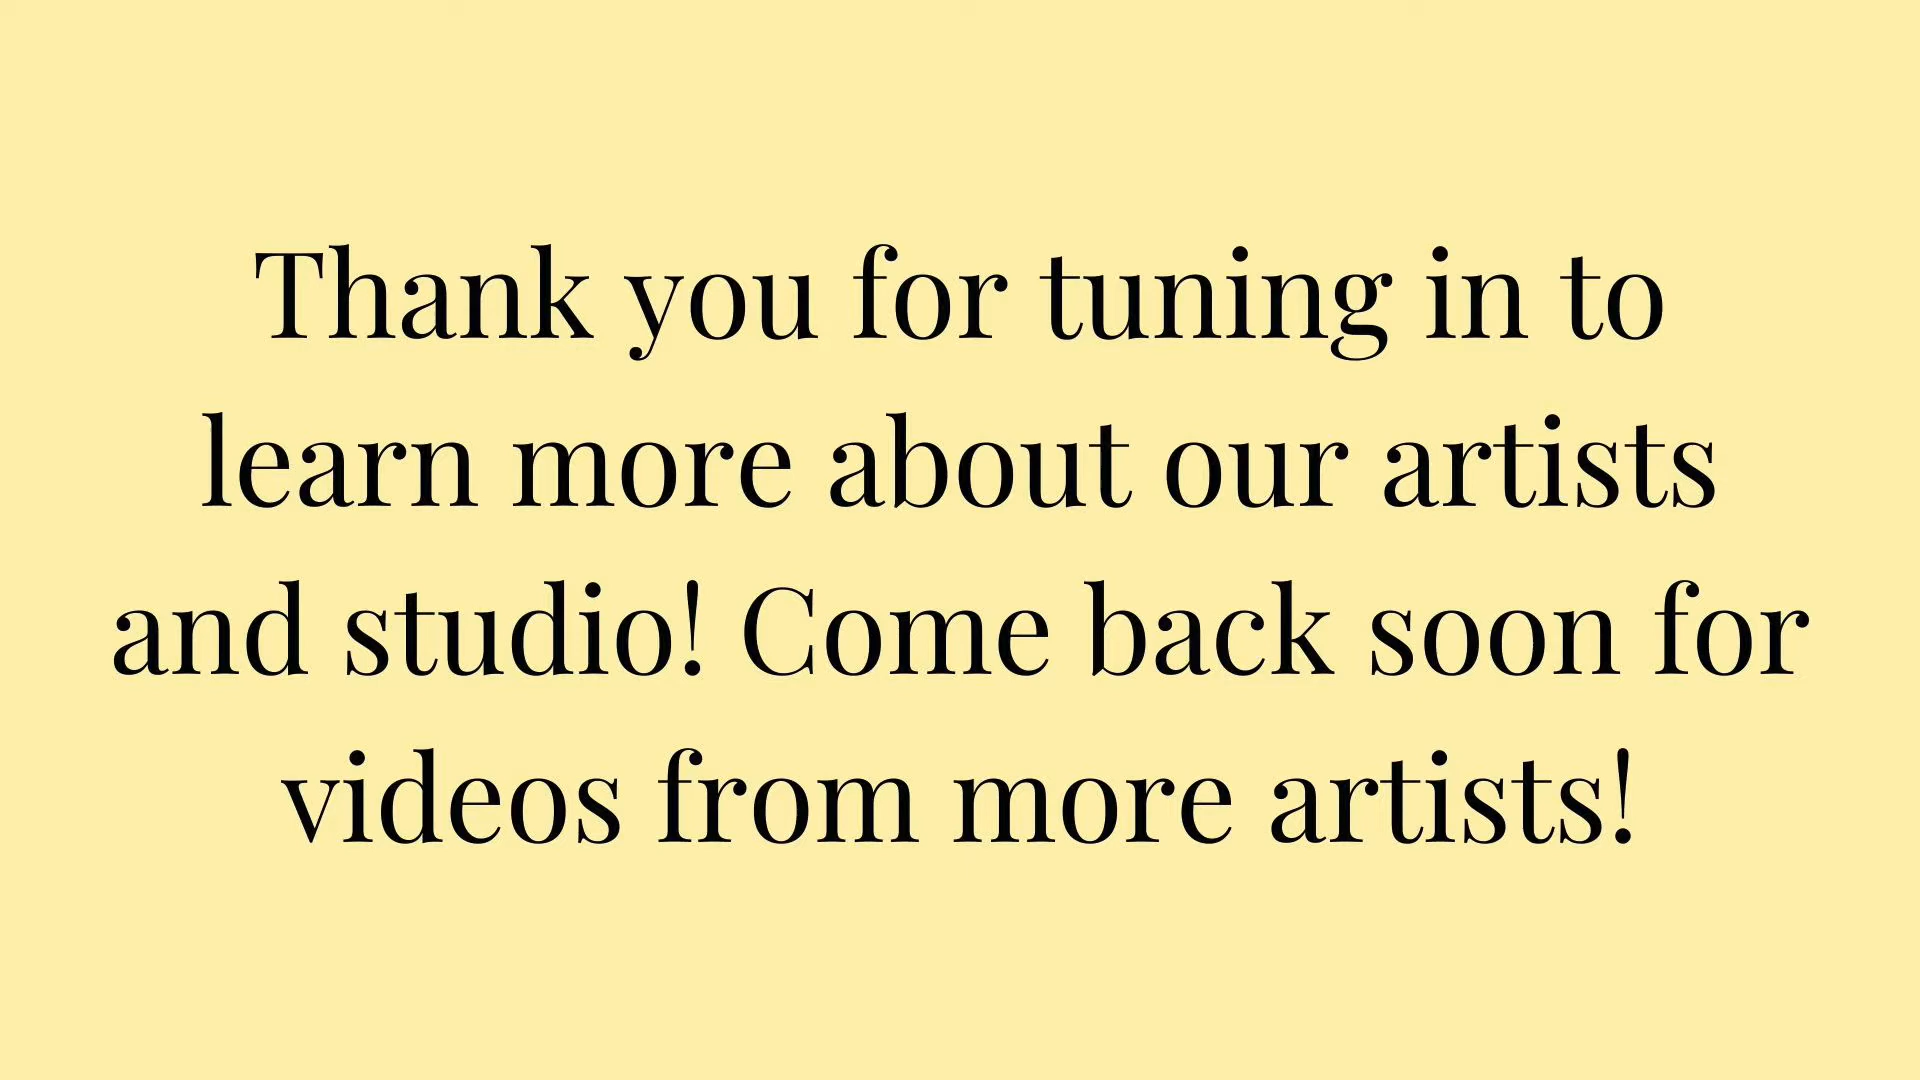 Thank you for tuning in to
learn more about our artists
and studio! Come back soon for
videos from more artists!